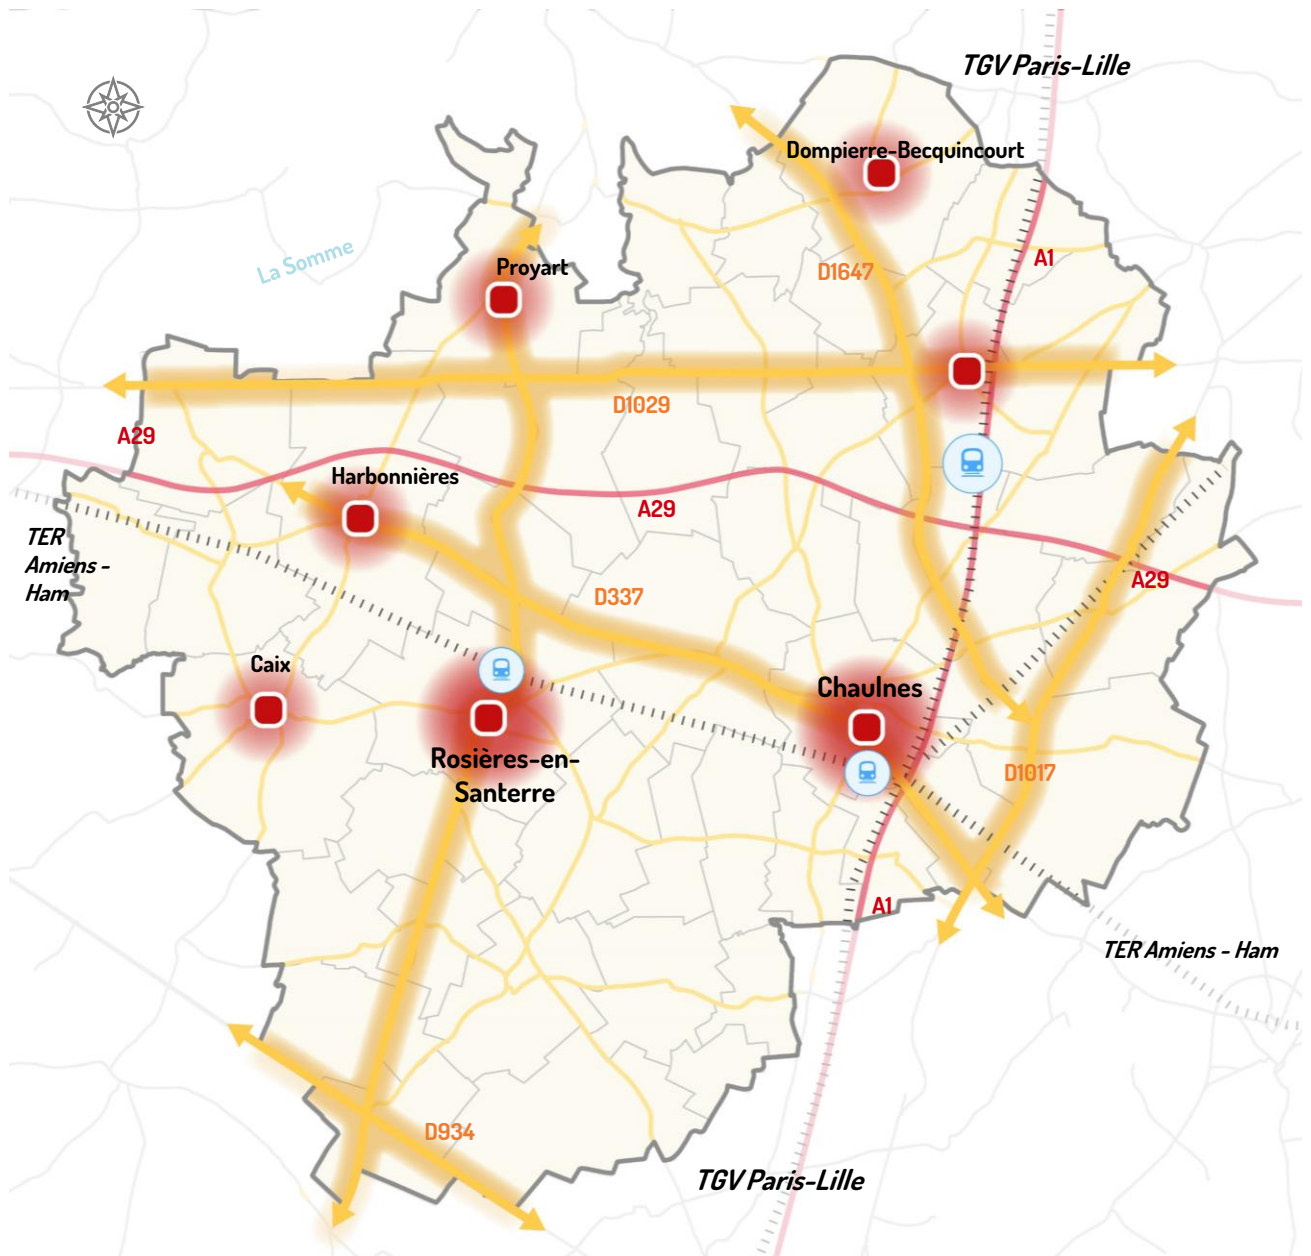 TGV Paris-Lille
Dompierre-Becquincourt
La Somme
Proyart
D1647
A1
D1029
A29
Harbonnières
A29
TER
Amiens -
Ham
D337
A29
Caix
Chaulnes
Rosières-en-
Santerre
D1017
A1
TER Amiens - Ham
D934
TGV Paris-Lille